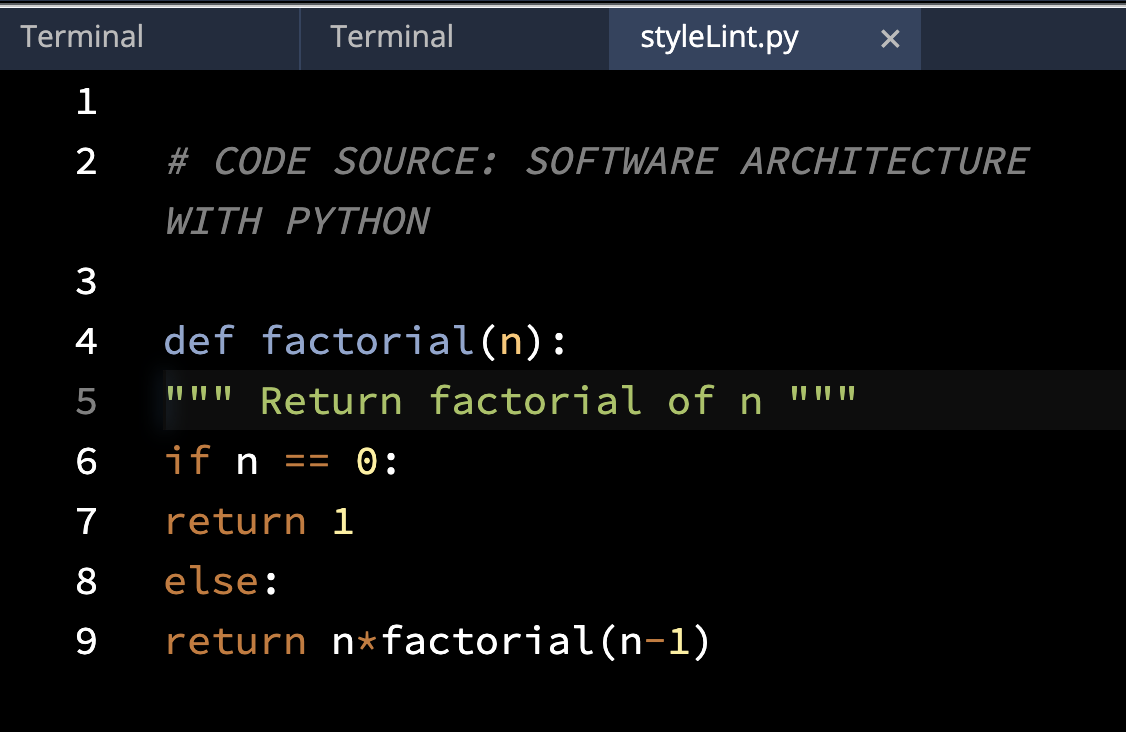 Terminal Terminal styleLint.py ×
1
2 # CODE SOURCE: SOFTWARE ARCHITECTURE
WITH PYTHON
3
4 def factorial(n):
5 """ Return factorial of n """
6 if n == 0:
7 return 1
8 else:
9 return n*factorial(n-1)